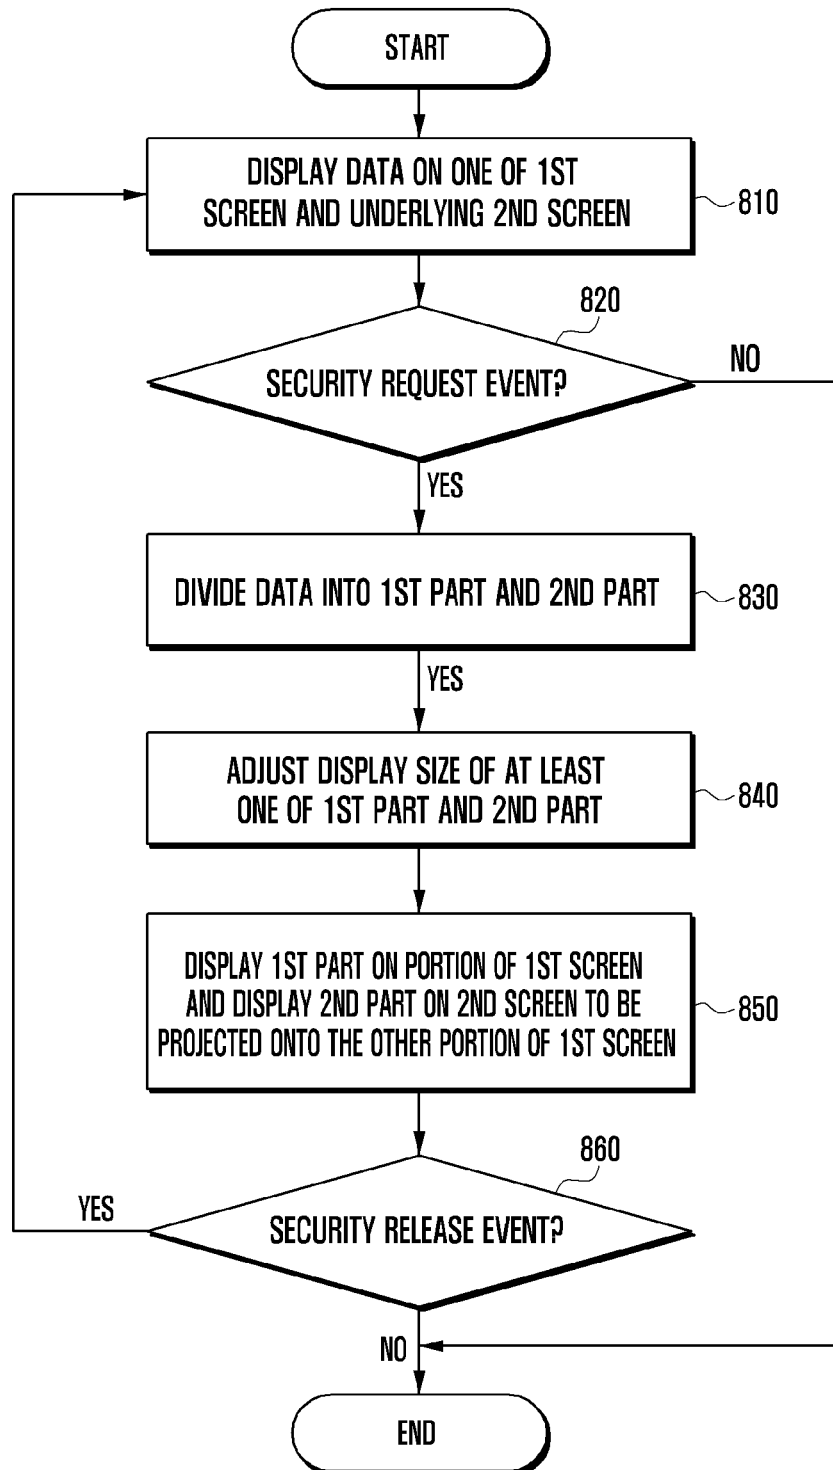 START
DISPLAY DATA ON ONE OF 1ST
SCREEN AND UNDERLYING 2ND SCREEN
810
820
SECURITY REQUEST EVENT?
NO
YES
DIVIDE DATA INTO 1ST PART AND 2ND PART
830
YES
ADJUST DISPLAY SIZE OF AT LEAST
ONE OF 1ST PART AND 2ND PART
840
DISPLAY 1ST PART ON PORTION OF 1ST SCREEN
AND DISPLAY 2ND PART ON 2ND SCREEN TO BE
PROJECTED ONTO THE OTHER PORTION OF 1ST SCREEN
850
860
YES
SECURITY RELEASE EVENT?
NO
END